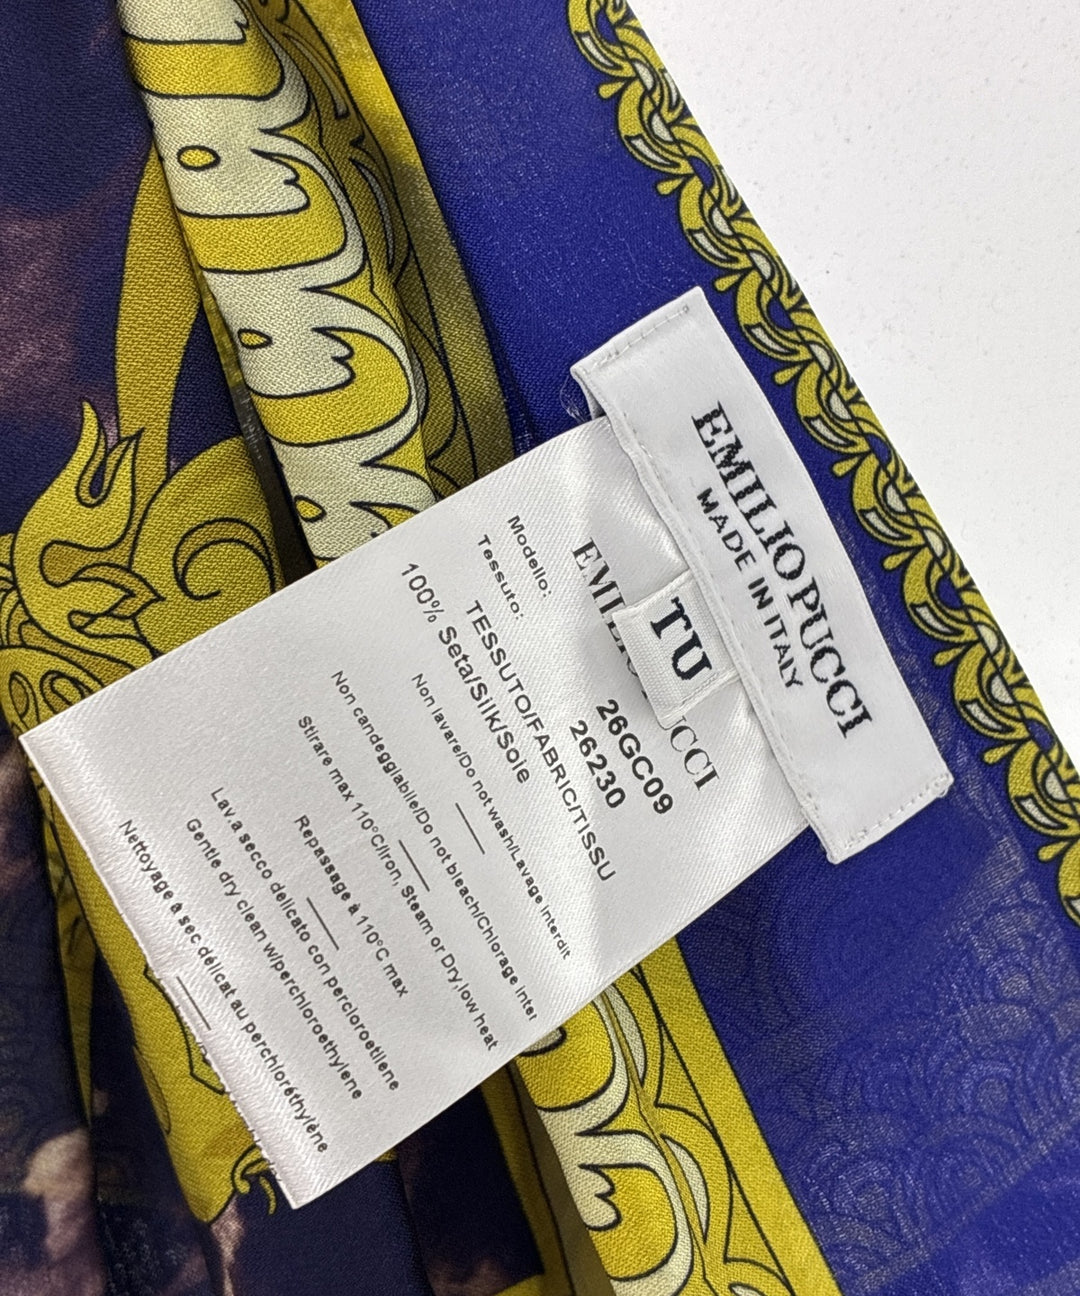 EMILIO PUCCI
MADE IN ITALY
TU
EMILIO PUCCI
Modello: 26GC09
Tessuto: 26230
TESSUTO/FABRIC/TISSU
100% Seta/Silk/Soie
Non lavare/Do not wash/Lavage interdit
Non candeggiabile/Do not bleach/Chlorage inter
Stirare max 110°C/Iron, Steam or Dry,low heat
Repassage à 110°C max
Lav a secco delicato con percloroetilene
Gentle dry clean w/perchloroethylene
Nettoyage à sec délicat au perchloréthylène